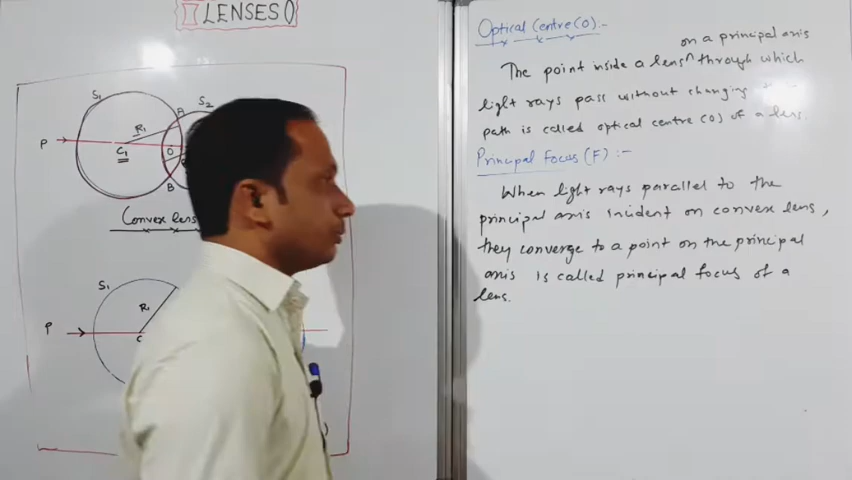 LENSES
S1
A
S2
P
R1
C1
O
B
Convex lens
S1
R1
P
C
Optical Centre (O) :-
on a principal axis
The point inside a lens ^ through which
light rays pass without changing
path is called optical centre (O) of a lens.
Principal Focus (F) :-
When light rays parallel to the
principal axis incident on convex lens,
they converge to a point on the principal
axis is called principal focus of a
lens.